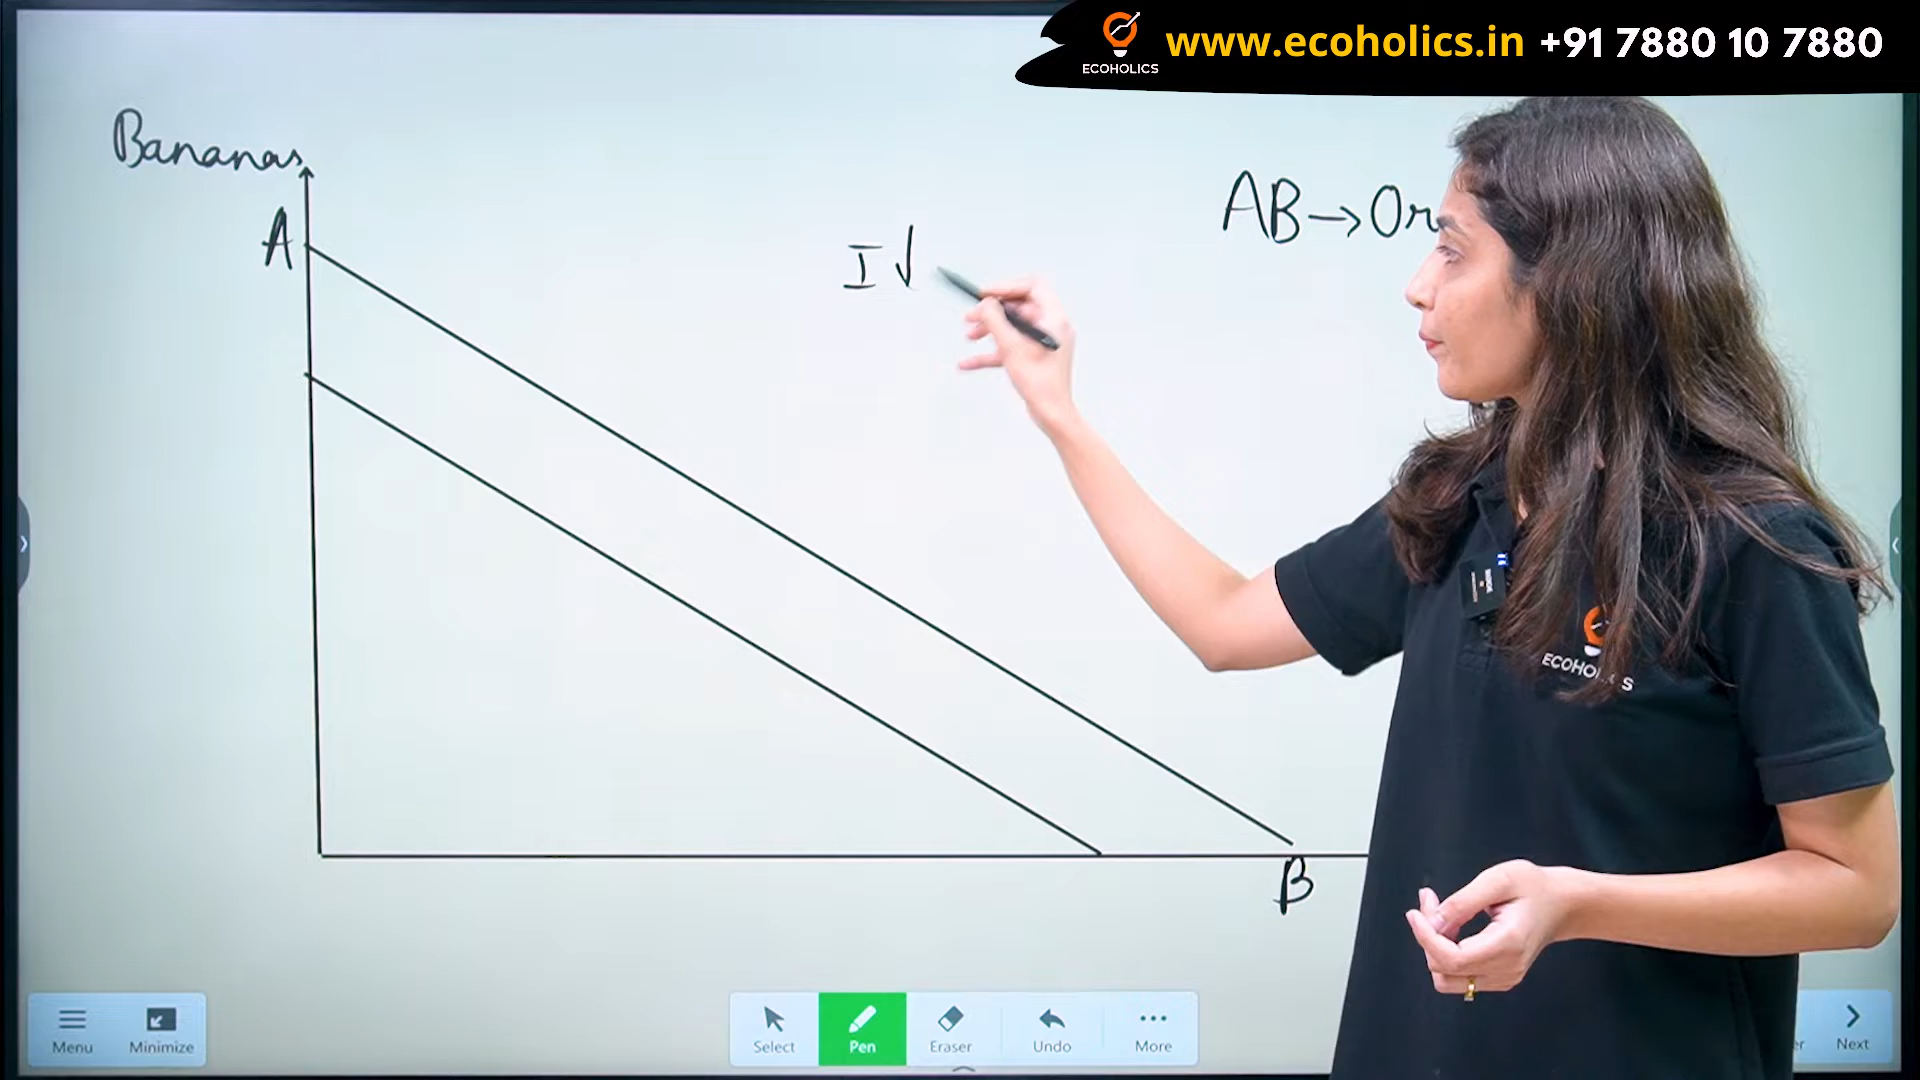 www.ecoholics.in +91 7880 10 7880
ECOHOLICS
Bananas
A
I ↓
AB→Or
B
ECOHOLICS
Menu
Minimize
Select
Pen
Eraser
Undo
More
Next